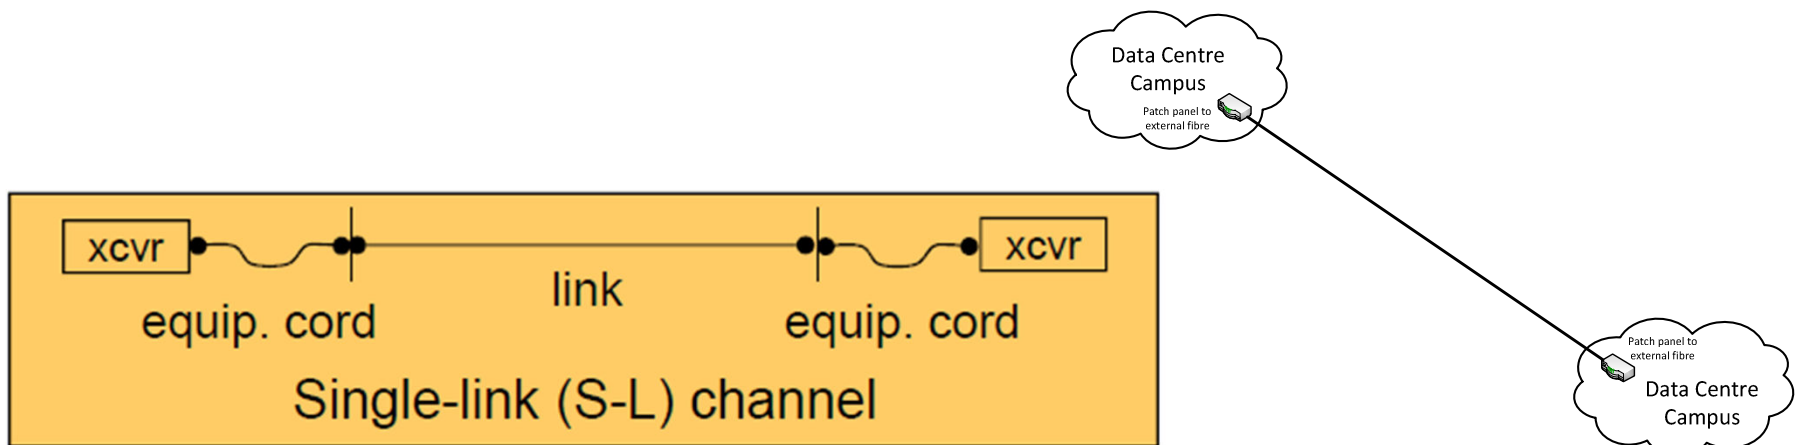 Data Centre
Campus
Patch panel to
external fibre
xcvr
xcvr
link
equip. cord
equip. cord
Single-link (S-L) channel
Patch panel to
external fibre
Data Centre
Campus